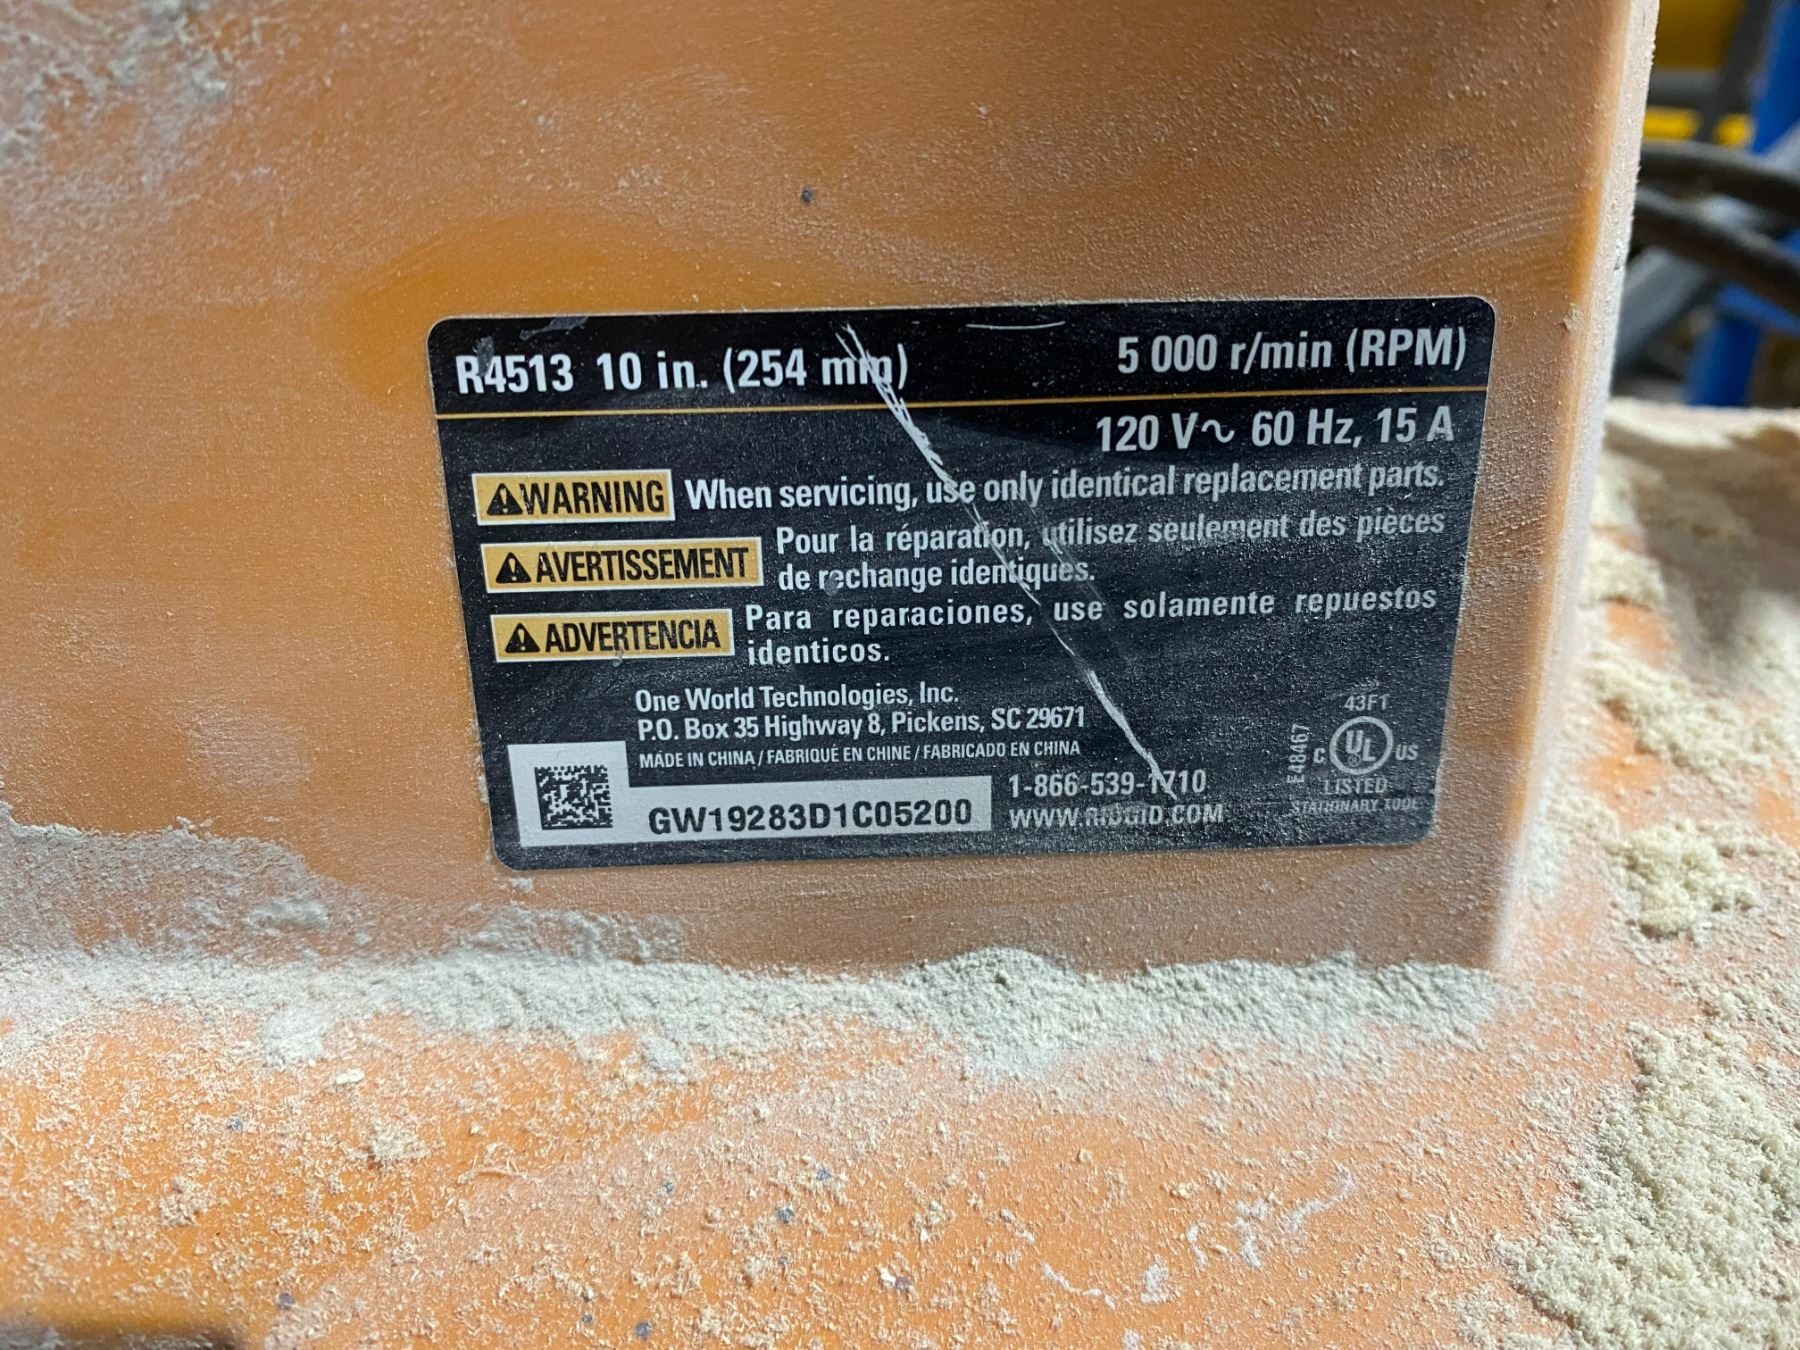 R4513 10 in. (254 mm)
5 000 r/min (RPM)
120 V~ 60 Hz, 15 A
WARNING When servicing, use only identical replacement parts.
AVERTISSEMENT Pour la réparation, utilisez seulement des pièces
de rechange identiques.
ADVERTENCIA Para reparaciones, use solamente repuestos
identicos.
One World Technologies, Inc.
P.O. Box 35 Highway 8, Pickens, SC 29671
MADE IN CHINA / FABRIQUÉ EN CHINE / FABRICADO EN CHINA
GW19283D1C05200
1-866-539-1710
WWW.RIDGID.COM
E48467
43F1
C UL US
LISTED
STATIONARY TOOL